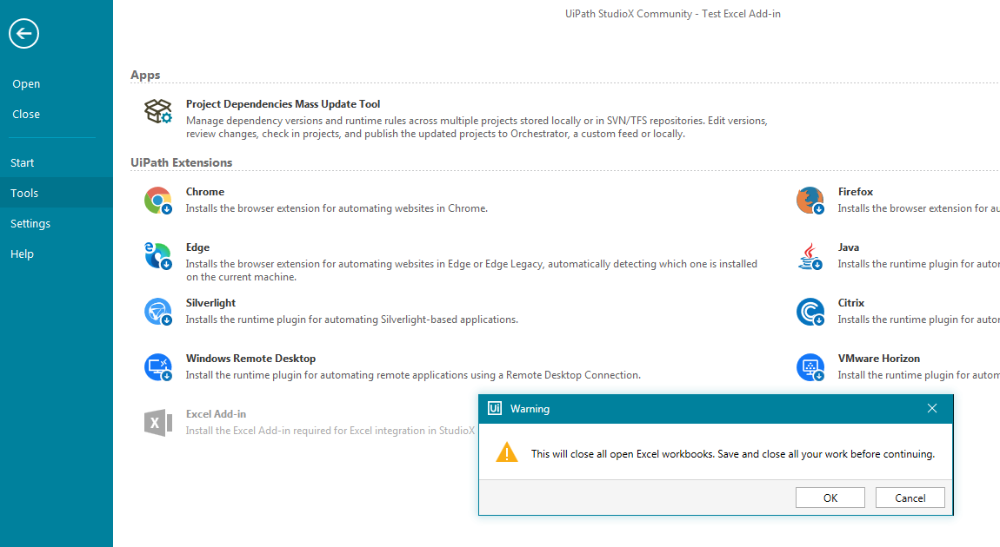 UiPath StudioX Community - Test Excel Add-in
Open
Close
Start
Tools
Settings
Help
Apps
Project Dependencies Mass Update Tool
Manage dependency versions and runtime rules across multiple projects stored locally or in SVN/TFS repositories. Edit versions,
review changes, check in projects, and publish the updated projects to Orchestrator, a custom feed or locally.
UiPath Extensions
Chrome
Installs the browser extension for automating websites in Chrome.
Firefox
Installs the browser extension for au
Edge
Installs the browser extension for automating websites in Edge or Edge Legacy, automatically detecting which one is installed
on the current machine.
Java
Installs the runtime plugin for autor
Silverlight
Installs the runtime plugin for automating Silverlight-based applications.
Citrix
Installs the runtime plugin for autor
Windows Remote Desktop
Install the runtime plugin for automating remote applications using a Remote Desktop Connection.
VMware Horizon
Install the runtime plugin for autom
X
Excel Add-in
Install the Excel Add-in required for Excel integration in StudioX
Ui Warning
This will close all open Excel workbooks. Save and close all your work before continuing.
OK
Cancel